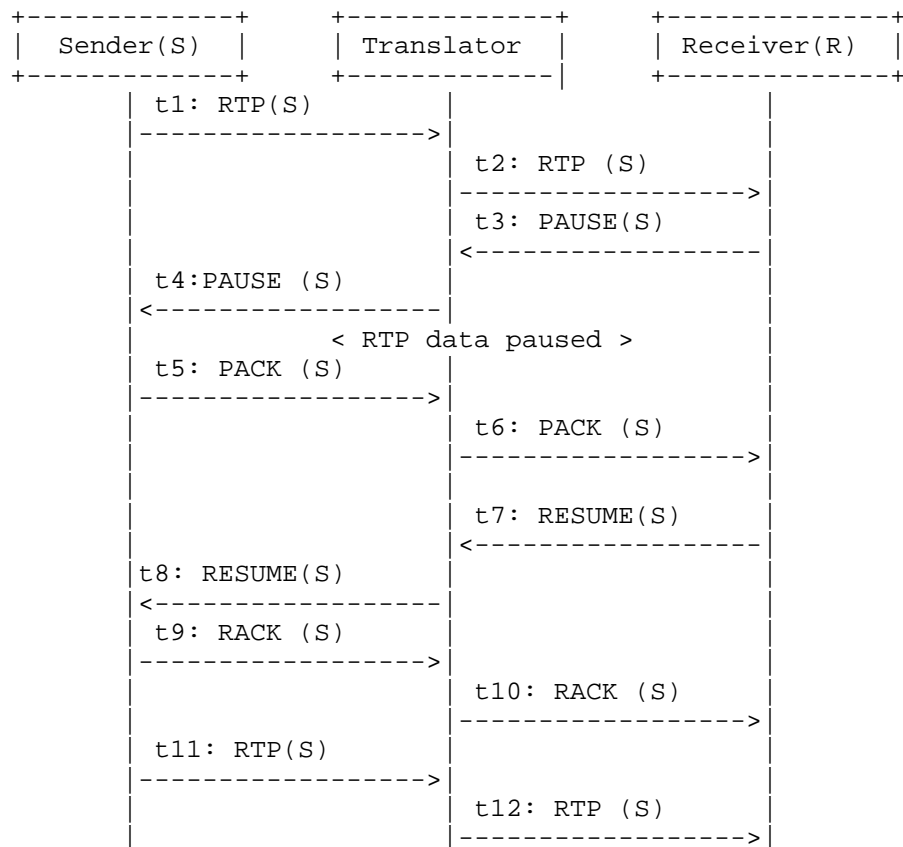 Sender(S) Translator Receiver(R)
t1: RTP(S)
t2: RTP (S)
t3: PAUSE(S)
t4:PAUSE (S)
< RTP data paused >
t5: PACK (S)
t6: PACK (S)
t7: RESUME(S)
t8: RESUME(S)
t9: RACK (S)
t10: RACK (S)
t11: RTP(S)
t12: RTP (S)